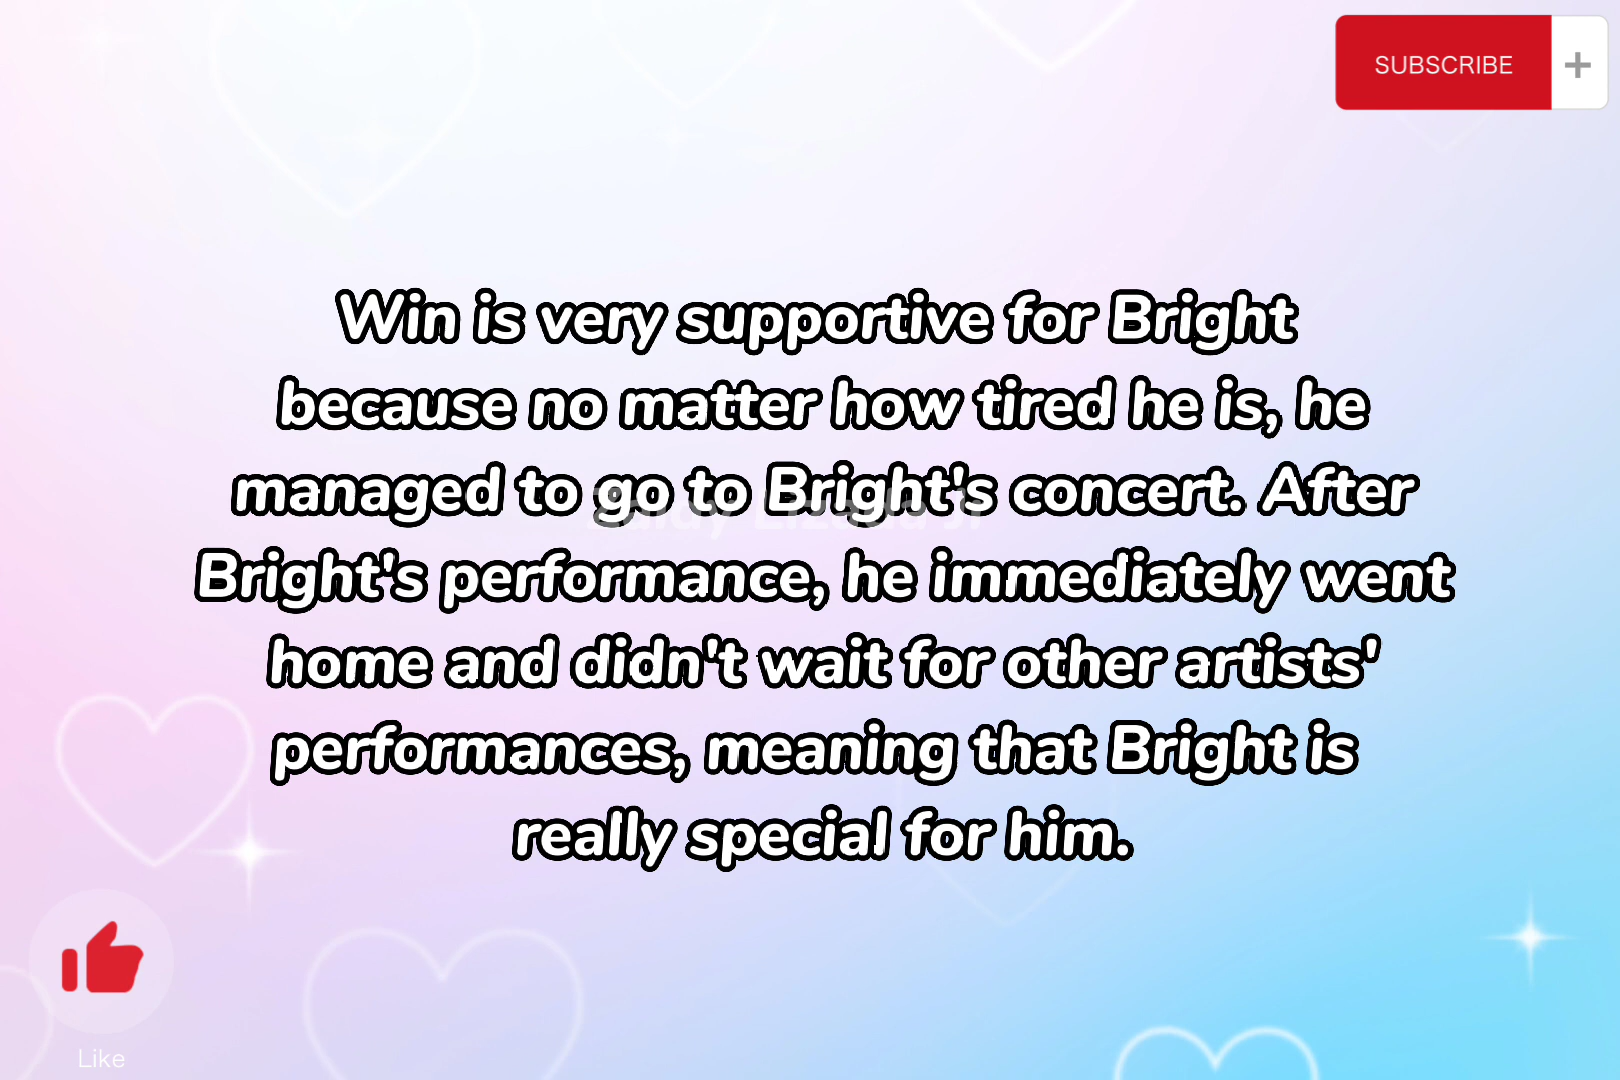 SUBSCRIBE +
Win is very supportive for Bright
because no matter how tired he is, he
managed to go to Bright's concert. After
Bright's performance, he immediately went
home and didn't wait for other artists'
performances, meaning that Bright is
really special for him.
Like